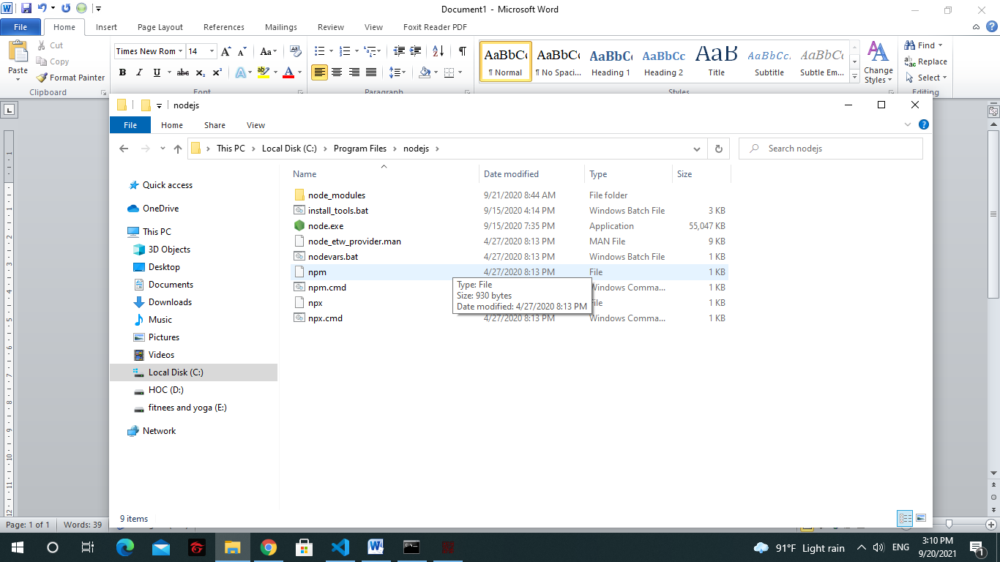 Document1 - Microsoft Word
File Home Insert Page Layout References Mailings Review View Foxit Reader PDF
Paste
Cut
Copy
Format Painter
Clipboard
Times New Rom 14
Font
Paragraph
AaBbCc AaBbCc AaBbCc AaBbCc AaB AaBbCc. AaBbCc
¶ Normal ¶ No Spaci... Heading 1 Heading 2 Title Subtitle Subtle Em...
Change
Styles
Styles
Find
Replace
Select
Editing
nodejs
File Home Share View
This PC Local Disk (C:) Program Files nodejs
Search nodejs
Quick access
OneDrive
This PC
3D Objects
Desktop
Documents
Downloads
Music
Pictures
Videos
Local Disk (C:)
HOC (D:)
fitnees and yoga (E:)
Network
Name Date modified Type Size
node_modules 9/21/2020 8:44 AM File folder
install_tools.bat 9/15/2020 4:14 PM Windows Batch File 3 KB
node.exe 9/15/2020 7:35 PM Application 55,047 KB
node_etw_provider.man 4/27/2020 8:13 PM MAN File 9 KB
nodevars.bat 4/27/2020 8:13 PM Windows Batch File 1 KB
npm 4/27/2020 8:13 PM File 1 KB
npm.cmd Windows Comma... 1 KB
npx File 1 KB
npx.cmd 4/27/2020 8:13 PM Windows Comma... 1 KB
Type: File
Size: 930 bytes
Date modified: 4/27/2020 8:13 PM
9 items
Page: 1 of 1 Words: 39
91°F Light rain ENG 3:10 PM
9/20/2021
1